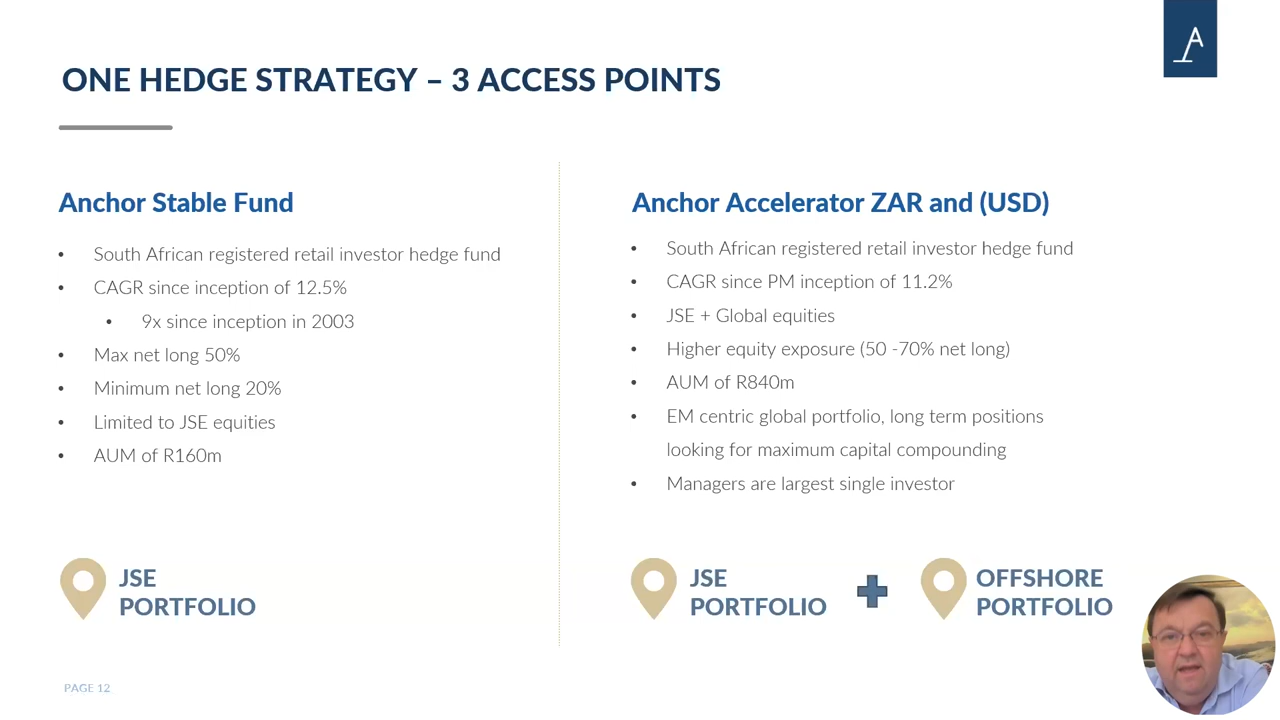 A
ONE HEDGE STRATEGY – 3 ACCESS POINTS
Anchor Stable Fund
• South African registered retail investor hedge fund
• CAGR since inception of 12.5%
• 9x since inception in 2003
• Max net long 50%
• Minimum net long 20%
• Limited to JSE equities
• AUM of R160m
JSE
PORTFOLIO
Anchor Accelerator ZAR and (USD)
• South African registered retail investor hedge fund
• CAGR since PM inception of 11.2%
• JSE + Global equities
• Higher equity exposure (50 -70% net long)
• AUM of R840m
• EM centric global portfolio, long term positions
looking for maximum capital compounding
• Managers are largest single investor
JSE
PORTFOLIO
OFFSHORE
PORTFOLIO
PAGE 12